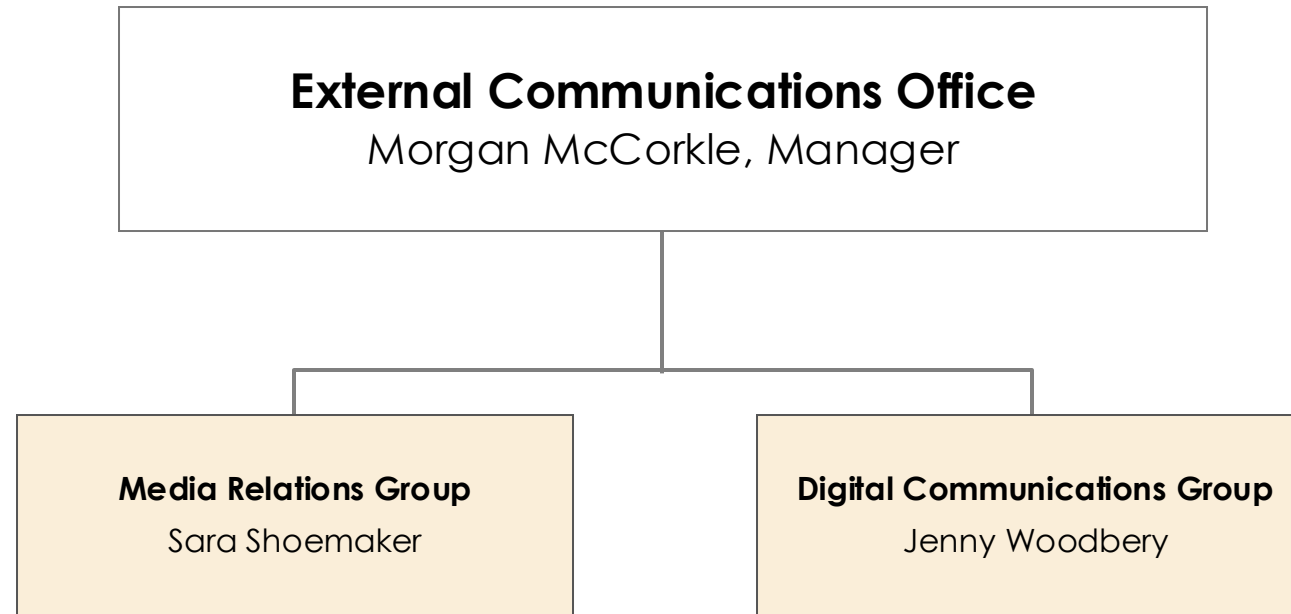 External Communications Office
Morgan McCorkle, Manager
Media Relations Group
Sara Shoemaker
Digital Communications Group
Jenny Woodbery